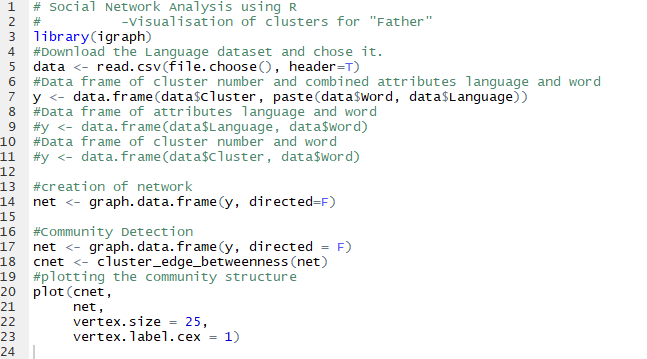 1 # Social Network Analysis using R
2 # -Visualisation of clusters for "Father"
3 library(igraph)
4 #Download the Language dataset and chose it.
5 data <- read.csv(file.choose(), header=T)
6 #Data frame of cluster number and combined attributes language and word
7 y <- data.frame(data$Cluster, paste(data$Word, data$Language))
8 #Data frame of attributes language and word
9 #y <- data.frame(data$Language, data$Word)
10 #Data frame of cluster number and word
11 #y <- data.frame(data$Cluster, data$Word)
12
13 #creation of network
14 net <- graph.data.frame(y, directed=F)
15
16 #Community Detection
17 net <- graph.data.frame(y, directed = F)
18 cnet <- cluster_edge_betweenness(net)
19 #plotting the community structure
20 plot(cnet,
21 net,
22 vertex.size = 25,
23 vertex.label.cex = 1)
24